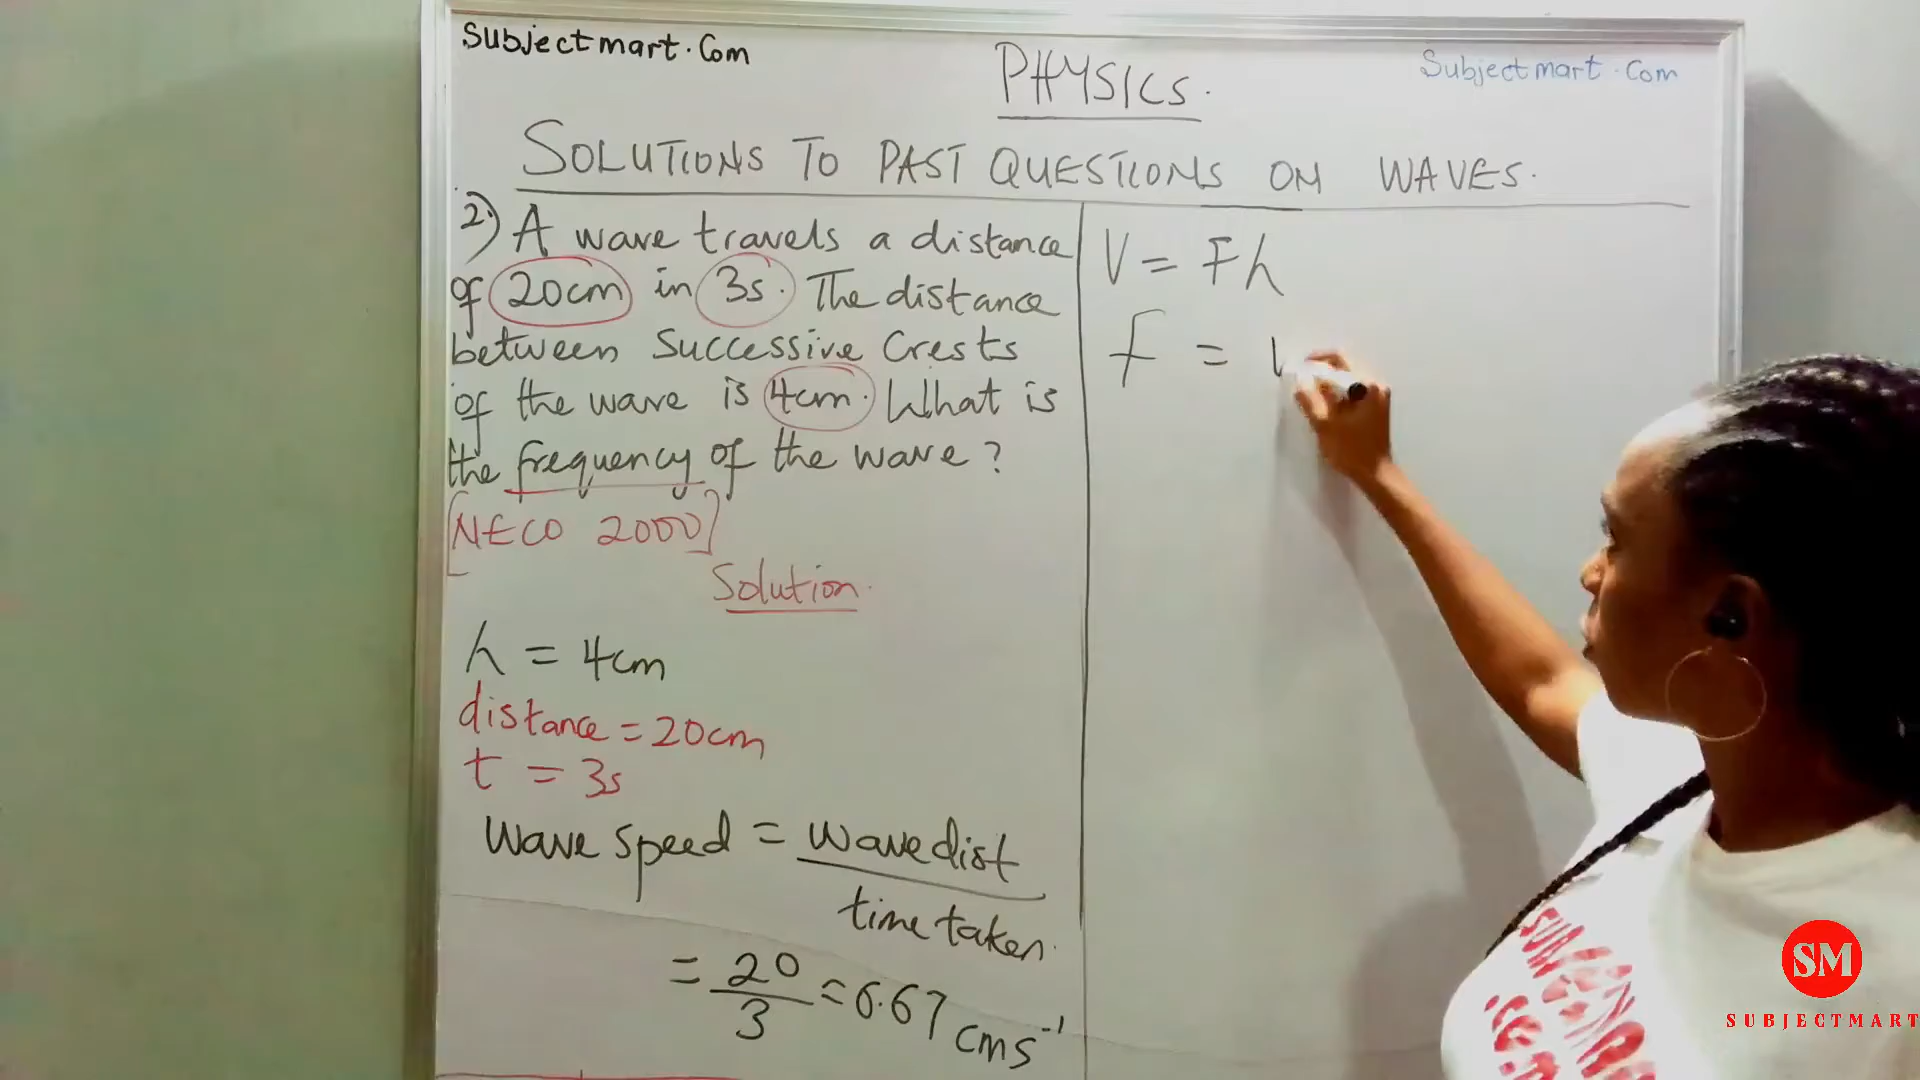 Subjectmart.Com
PHYSICS.
Subjectmart.Com
SOLUTIONS TO PAST QUESTIONS ON WAVES.
2.) A wave travels a distance
of 20cm in 3s. The distance
between Successive Crests
of the wave is 4cm. What is
the frequency of the wave?
[NECO 2000]
Solution.
λ = 4cm
distance = 20cm
t = 3s
Wave speed = wave dist
time taken.
= 20/3 = 6.67 cms⁻¹
V = Fλ
F =
SM
SUBJECTMART